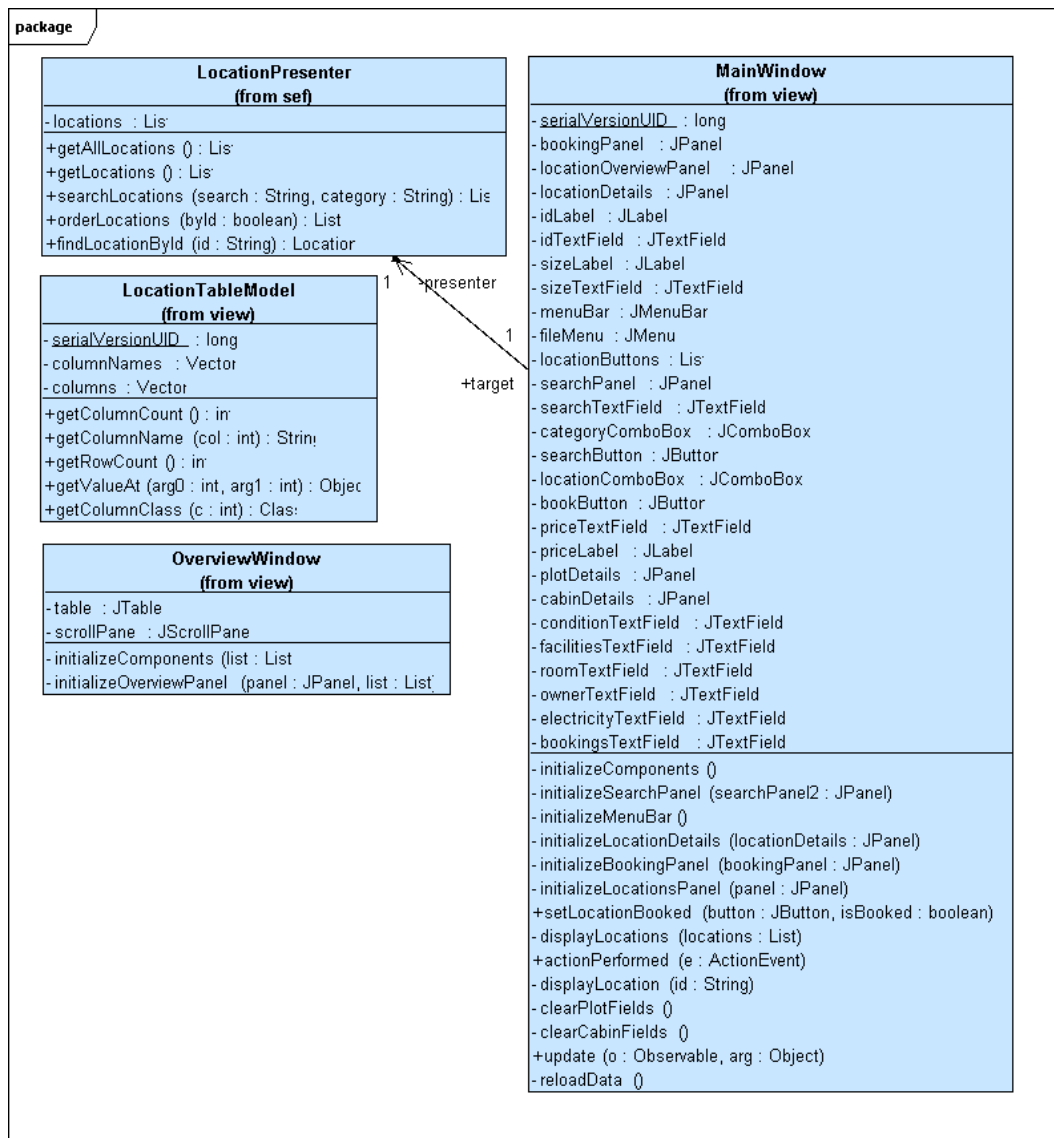 package
LocationPresenter
(from sef)
- locations : Lis
+getAllLocations () : Lis
+getLocations () : Lis
+searchLocations (search : String, category : String) : Lis
+orderLocations (byId : boolean) : List
+findLocationById (id : String) : Location
1
-presenter
1
+target
LocationTableModel
(from view)
- serialVersionUID : long
- columnNames : Vector
- columns : Vector
+getColumnCount () : in
+getColumnName (col : int) : String
+getRowCount () : in
+getValueAt (arg0 : int, arg1 : int) : Objec
+getColumnClass (c : int) : Clas
OverviewWindow
(from view)
- table : JTable
- scrollPane : JScrollPane
- initializeComponents (list : List
- initializeOverviewPanel (panel : JPanel, list : List)
MainWindow
(from view)
- serialVersionUID : long
- bookingPanel : JPanel
- locationOverviewPanel : JPanel
- locationDetails : JPanel
- idLabel : JLabel
- idTextField : JTextField
- sizeLabel : JLabel
- sizeTextField : JTextField
- menuBar : JMenuBar
- fileMenu : JMenu
- locationButtons : Lis
- searchPanel : JPanel
- searchTextField : JTextField
- categoryComboBox : JComboBox
- searchButton : JButton
- locationComboBox : JComboBox
- bookButton : JButton
- priceTextField : JTextField
- priceLabel : JLabel
- plotDetails : JPanel
- cabinDetails : JPanel
- conditionTextField : JTextField
- facilitiesTextField : JTextField
- roomTextField : JTextField
- ownerTextField : JTextField
- electricityTextField : JTextField
- bookingsTextField : JTextField
- initializeComponents ()
- initializeSearchPanel (searchPanel2 : JPanel)
- initializeMenuBar ()
- initializeLocationDetails (locationDetails : JPanel)
- initializeBookingPanel (bookingPanel : JPanel)
- initializeLocationsPanel (panel : JPanel)
+setLocationBooked (button : JButton, isBooked : boolean)
- displayLocations (locations : List)
+actionPerformed (e : ActionEvent)
- displayLocation (id : String)
- clearPlotFields ()
- clearCabinFields ()
+update (o : Observable, arg : Object)
- reloadData ()